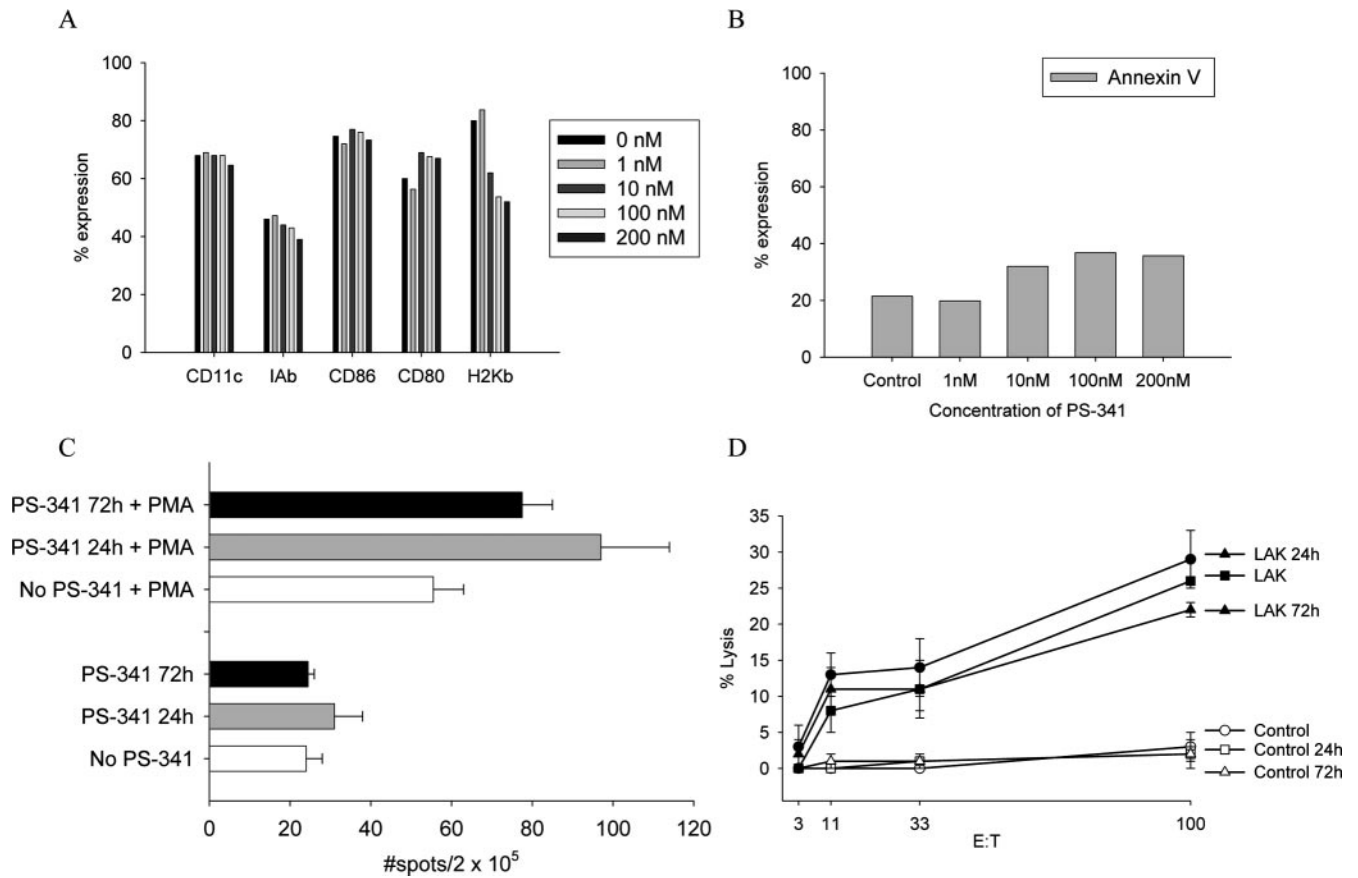 A
100
80
60
40
20
0
% expression
CD11c IAb CD86 CD80 H2Kb
0 nM
1 nM
10 nM
100 nM
200 nM
B
Annexin V
100
80
60
40
20
0
% expression
Control 1nM 10nM 100nM 200nM
Concentration of PS-341
C
PS-341 72h + PMA
PS-341 24h + PMA
No PS-341 + PMA
PS-341 72h
PS-341 24h
No PS-341
0 20 40 60 80 100 120
#spots/2 x 10⁵
D
35
30
25
20
15
10
5
0
% Lysis
LAK 24h
LAK
LAK 72h
Control
Control 24h
Control 72h
3 11 33 100
E:T